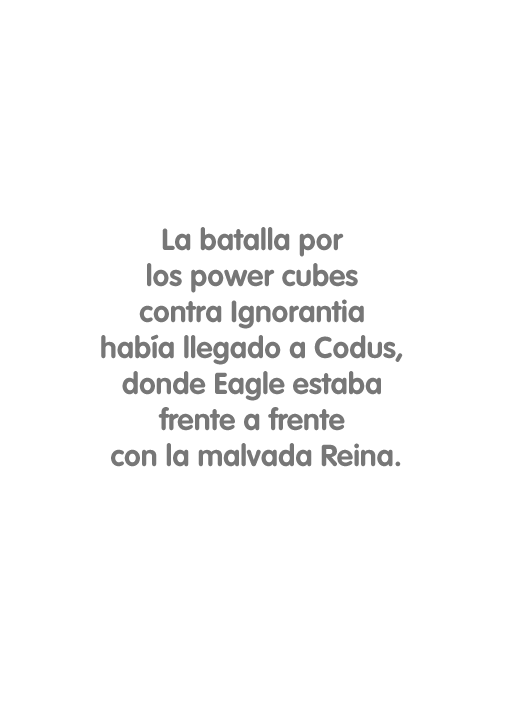 La batalla por
los power cubes
contra Ignorantia
había llegado a Codus,
donde Eagle estaba
frente a frente
con la malvada Reina.